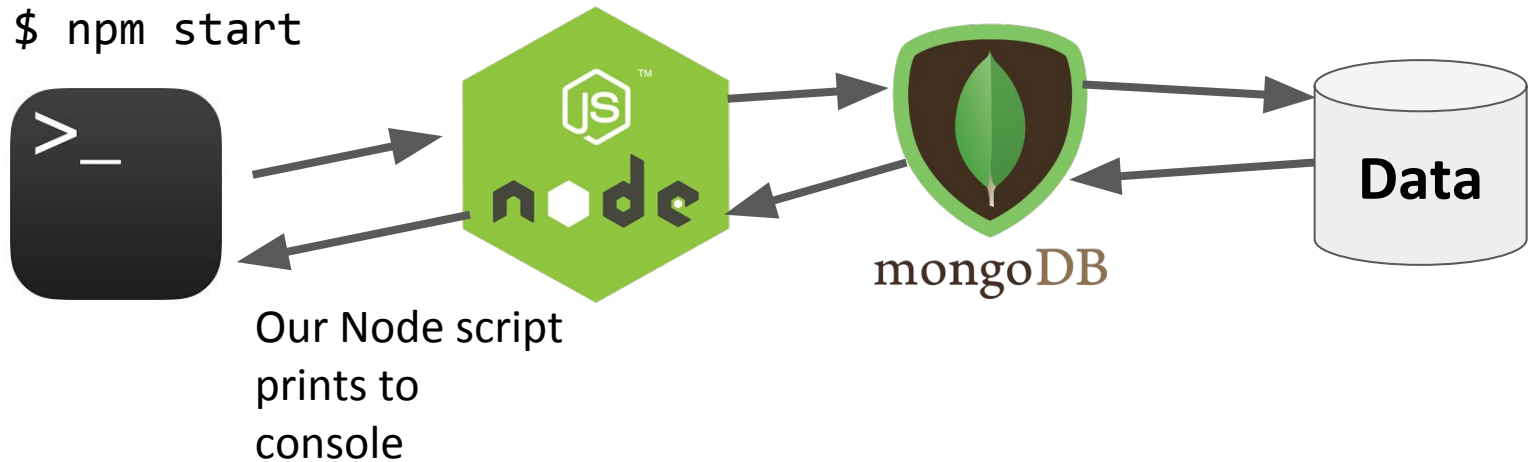 $ npm start
>_
JS
TM
node
mongoDB
Data
Our Node script
prints to
console